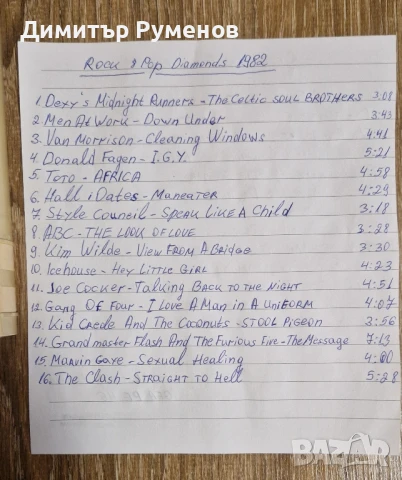 Димитър Руменов
Rock & Pop Diamonds 1982
1. Dexy's Midnight Runners - The Celtic SOUL BROTHERS 3:08
2 Men At Work - Down Under 3:43
3. Van Morrison - Cleaning Windows 4:41
4. Donald Fagen - I.G.Y. 5:21
5. Toto - AFRICA 4:58
6. Hall i Oates - Maneater 4:29
7. Style Council - Speak Like A Child 3:18
8 ABC - THE LOOK OF LOVE 3:28
9. Kim Wilde - View From A Bridge 3:30
10. Icehouse - Hey Little Girl 4:23
11. Joe Cocker - Talking Back to the Night 4:51
12. Gang Of Four - I Love A Man in A Uniform 4:07
13. Kid Creole And The Coconuts - STOOL PIGEON 3:56
14. Grandmaster Flash And The Furious Five - The Message 7:13
15. Marvin Gaye - Sexual Healing 4:00
16. The Clash - Straight to Hell 5:28
BAZAR